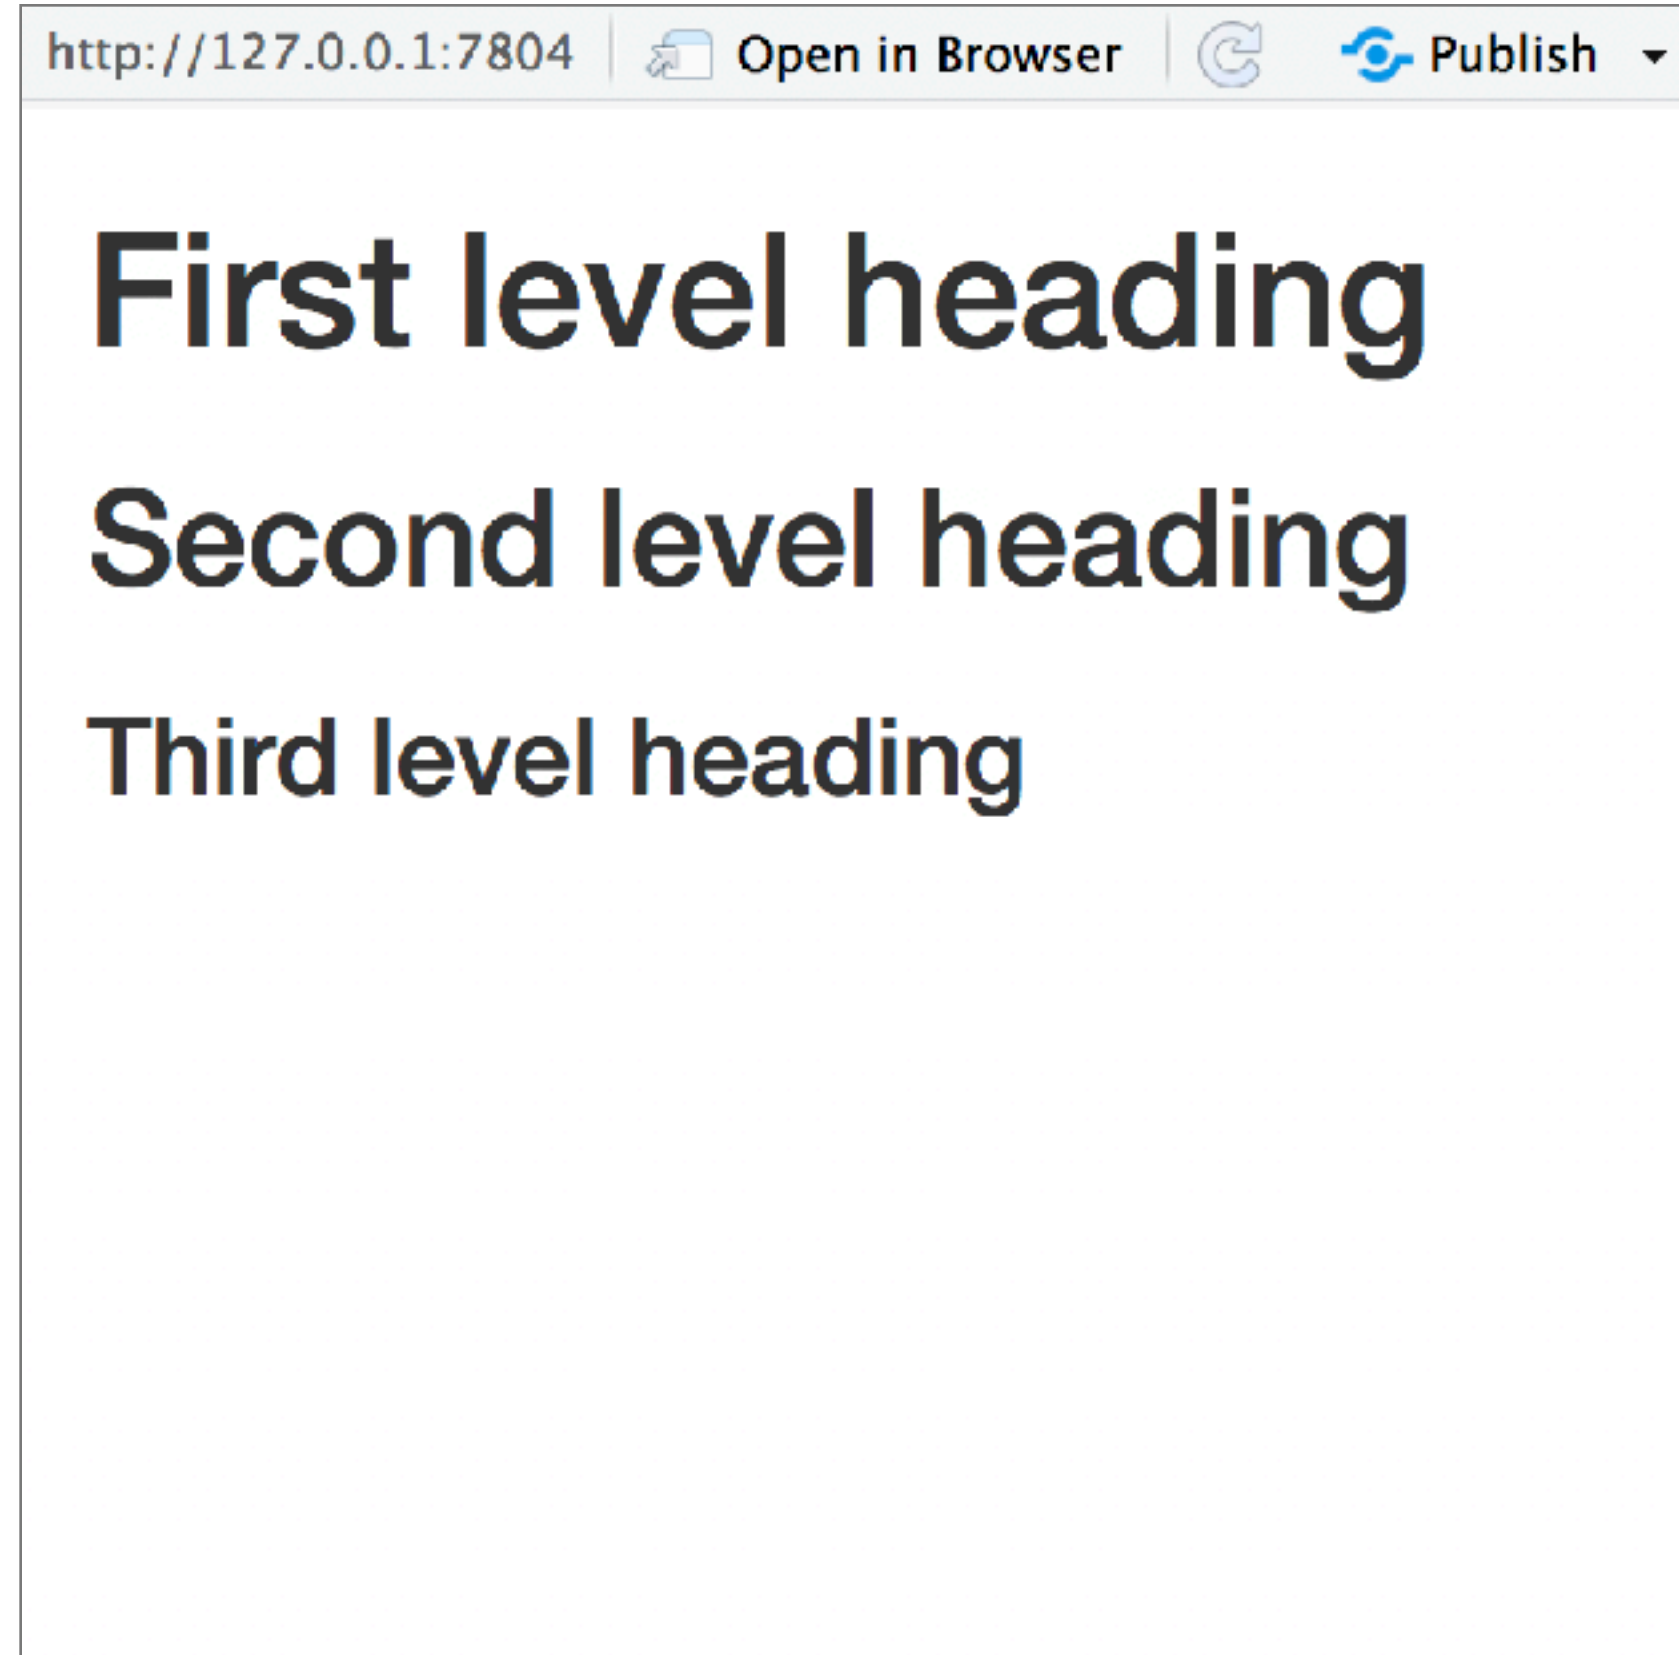 http://127.0.0.1:7804 Open in Browser Publish
First level heading
Second level heading
Third level heading